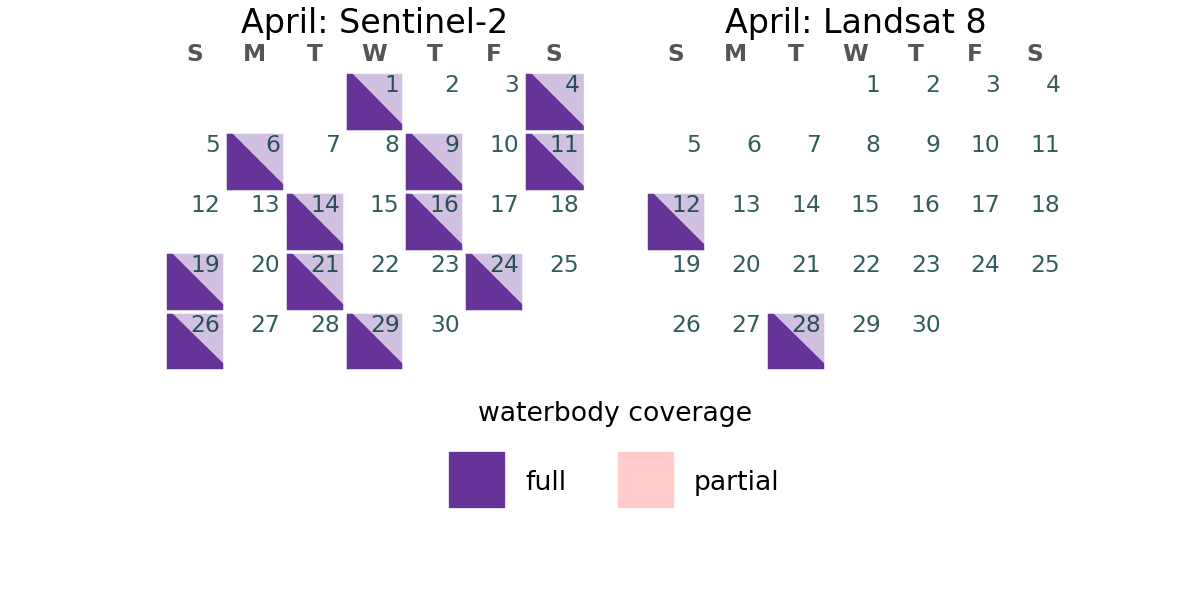 April: Sentinel-2
S M T W T F S
1 2 3 4
5 6 7 8 9 10 11
12 13 14 15 16 17 18
19 20 21 22 23 24 25
26 27 28 29 30
April: Landsat 8
S M T W T F S
1 2 3 4
5 6 7 8 9 10 11
12 13 14 15 16 17 18
19 20 21 22 23 24 25
26 27 28 29 30
waterbody coverage
full partial